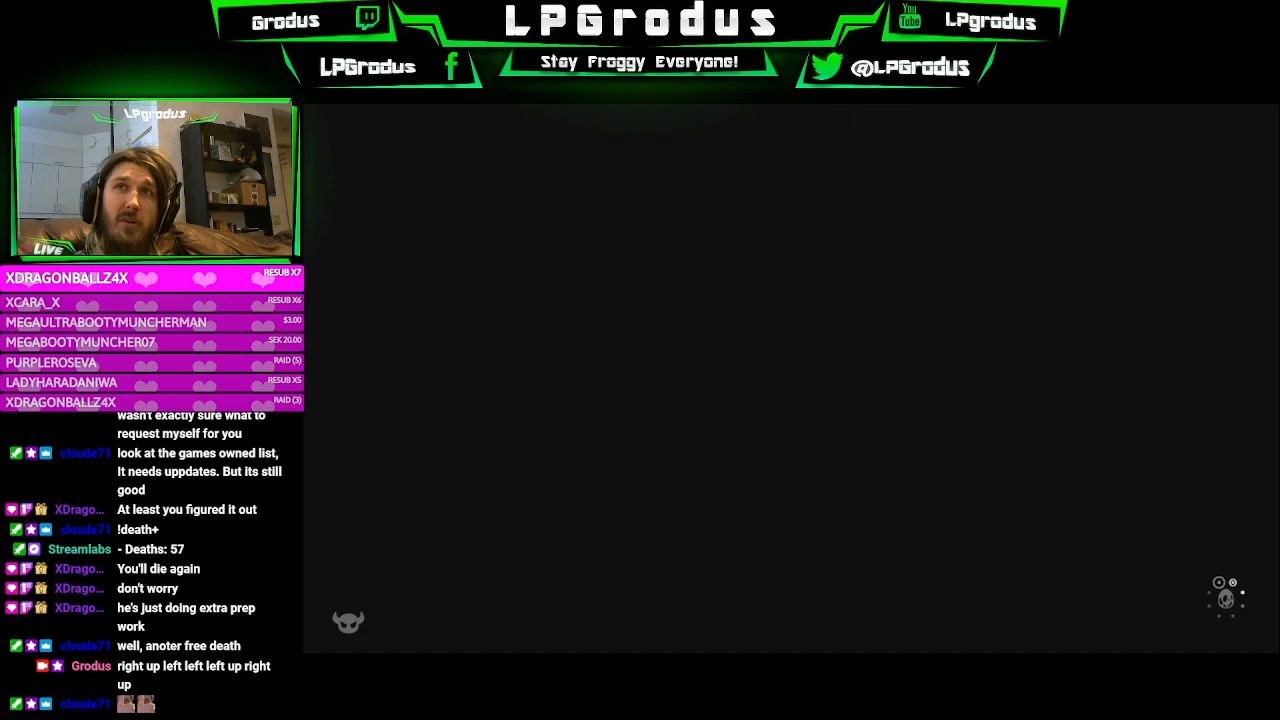 Grodus
LPGrodus
You Tube
LPgrodus
LPGrodus
Stay Froggy Everyone!
@LPGrodus
LPgrodus
LIVE
XDRAGONBALLZ4X RESUB X7
XCARA_X RESUB X6
MEGAULTRABOOTYMUNCHERMAN $3.00
MEGABOOTYMUNCHER07 SEK 20.00
PURPLEROSEVA RAID (5)
LADYHARADANIWA RESUB X5
XDRAGONBALLZ4X RAID (3)
wasn't exactly sure what to
request myself for you
cloude71 look at the games owned list,
It needs uppdates. But its still
good
XDrago... At least you figured it out
cloude71 !death+
Streamlabs - Deaths: 57
XDrago... You'll die again
XDrago... don't worry
XDrago... he's just doing extra prep
work
cloude71 well, anoter free death
Grodus right up left left left up right
up
cloude71